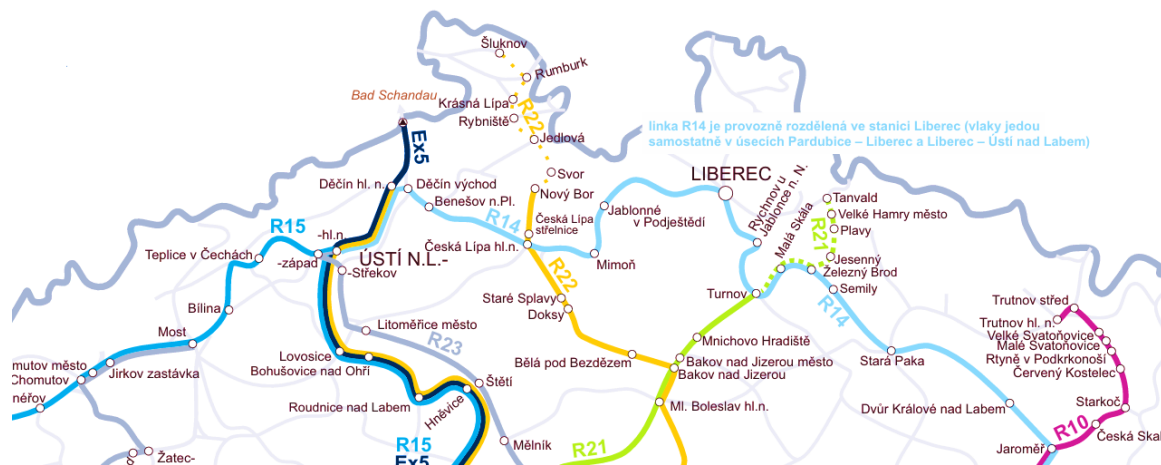 Šluknov
Rumburk
Bad Schandau
Krásná Lípa
R22
Rybniště
linka R14 je provozně rozdělená ve stanici Liberec (vlaky jedou
samostatně v úsecích Pardubice – Liberec a Liberec – Ústí nad Labem)
Ex5
Jedlová
Svor
LIBEREC
Děčín hl. n.
Děčín východ
Nový Bor
Benešov n.Pl.
Rychnov u
Jablonce n. N.
Tanvald
Jablonné
v Podještědí
Velké Hamry město
R15
R14
Česká Lípa
střelnice
Malá Skála
R21
Plavy
-hl.n.
Česká Lípa hl.n.
Teplice v Čechách
-západ
ÚSTÍ N.L.-
Mimoň
Jesenný
-Střekov
R22
Železný Brod
Turnov
Semily
Staré Splavy
R14
Bílina
Doksy
Trutnov střed
Trutnov hl. n.
Most
Litoměřice město
Velké Svatoňovice
Mnichovo Hradiště
Malé Svatoňovice
R23
Lovosice
Bělá pod Bezdězem
Bakov nad Jizerou město
Stará Paka
Rtyně v Podkrkonoší
mutov město
Jirkov zastávka
Bohušovice nad Ohří
Bakov nad Jizerou
Červený Kostelec
Chomutov
Štětí
néřov
Roudnice nad Labem
Hněvice
Ml. Boleslav hl.n.
Dvůr Králové nad Labem
Starkoč
R10
Česká Skal
R15
Mělník
R21
Jaroměř
Žatec-
Ex5